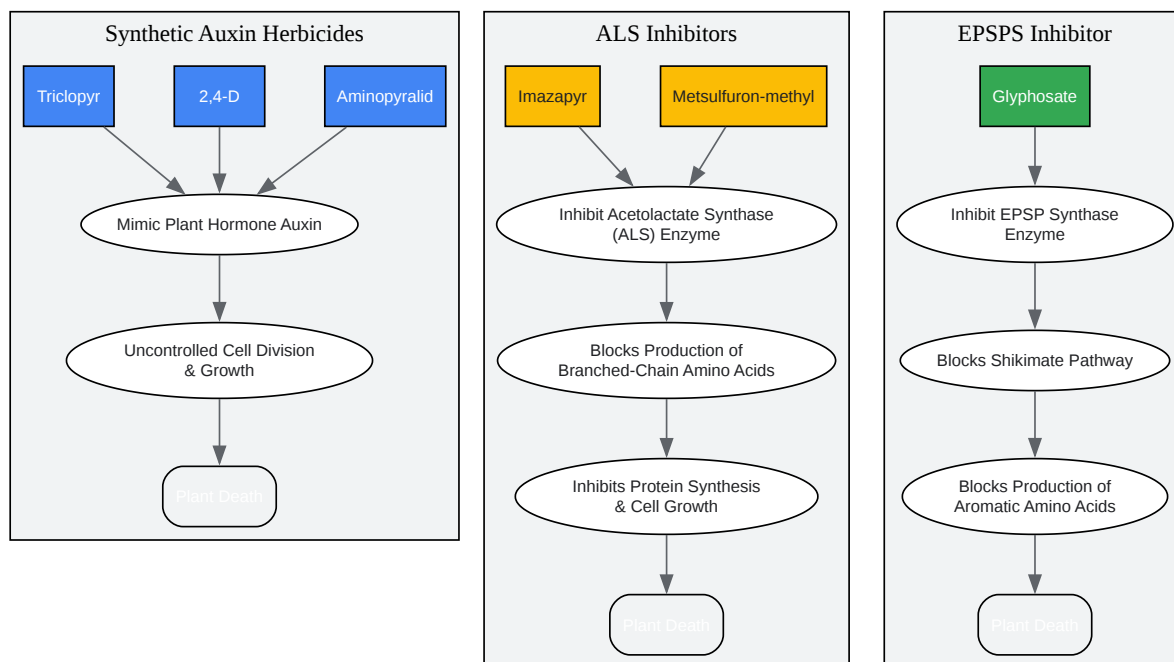 Synthetic Auxin Herbicides
Triclopyr
2,4-D
Aminopyralid
Mimic Plant Hormone Auxin
Uncontrolled Cell Division
& Growth
Plant Death
ALS Inhibitors
Imazapyr
Metsulfuron-methyl
Inhibit Acetolactate Synthase
(ALS) Enzyme
Blocks Production of
Branched-Chain Amino Acids
Inhibits Protein Synthesis
& Cell Growth
Plant Death
EPSPS Inhibitor
Glyphosate
Inhibit EPSP Synthase
Enzyme
Blocks Shikimate Pathway
Blocks Production of
Aromatic Amino Acids
Plant Death